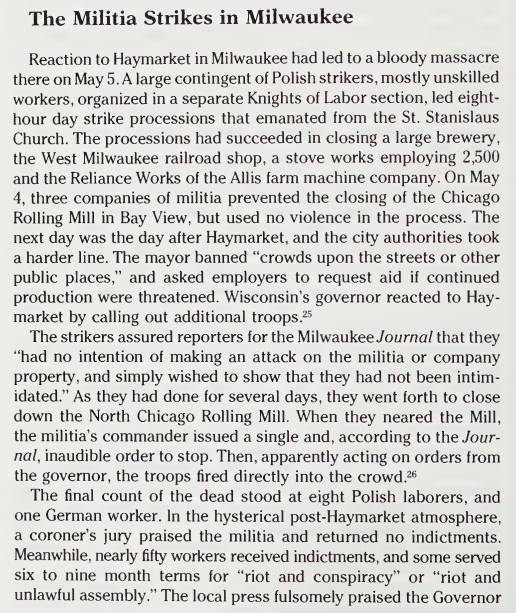 The Militia Strikes in Milwaukee
Reaction to Haymarket in Milwaukee had led to a bloody massacre
there on May 5. A large contingent of Polish strikers, mostly unskilled
workers, organized in a separate Knights of Labor section, led eight-
hour day strike processions that emanated from the St. Stanislaus
Church. The processions had succeeded in closing a large brewery,
the West Milwaukee railroad shop, a stove works employing 2,500
and the Reliance Works of the Allis farm machine company. On May
4, three companies of militia prevented the closing of the Chicago
Rolling Mill in Bay View, but used no violence in the process. The
next day was the day after Haymarket, and the city authorities took
a harder line. The mayor banned “crowds upon the streets or other
public places,” and asked employers to request aid if continued
production were threatened. Wisconsin’s governor reacted to Hay-
market by calling out additional troops.²⁵
The strikers assured reporters for the Milwaukee Journal that they
“had no intention of making an attack on the militia or company
property, and simply wished to show that they had not been intim-
idated.” As they had done for several days, they went forth to close
down the North Chicago Rolling Mill. When they neared the Mill,
the militia’s commander issued a single and, according to the Jour-
nal, inaudible order to stop. Then, apparently acting on orders from
the governor, the troops fired directly into the crowd.²⁶
The final count of the dead stood at eight Polish laborers, and
one German worker. In the hysterical post-Haymarket atmosphere,
a coroner’s jury praised the militia and returned no indictments.
Meanwhile, nearly fifty workers received indictments, and some served
six to nine month terms for “riot and conspiracy” or “riot and
unlawful assembly.” The local press fulsomely praised the Governor